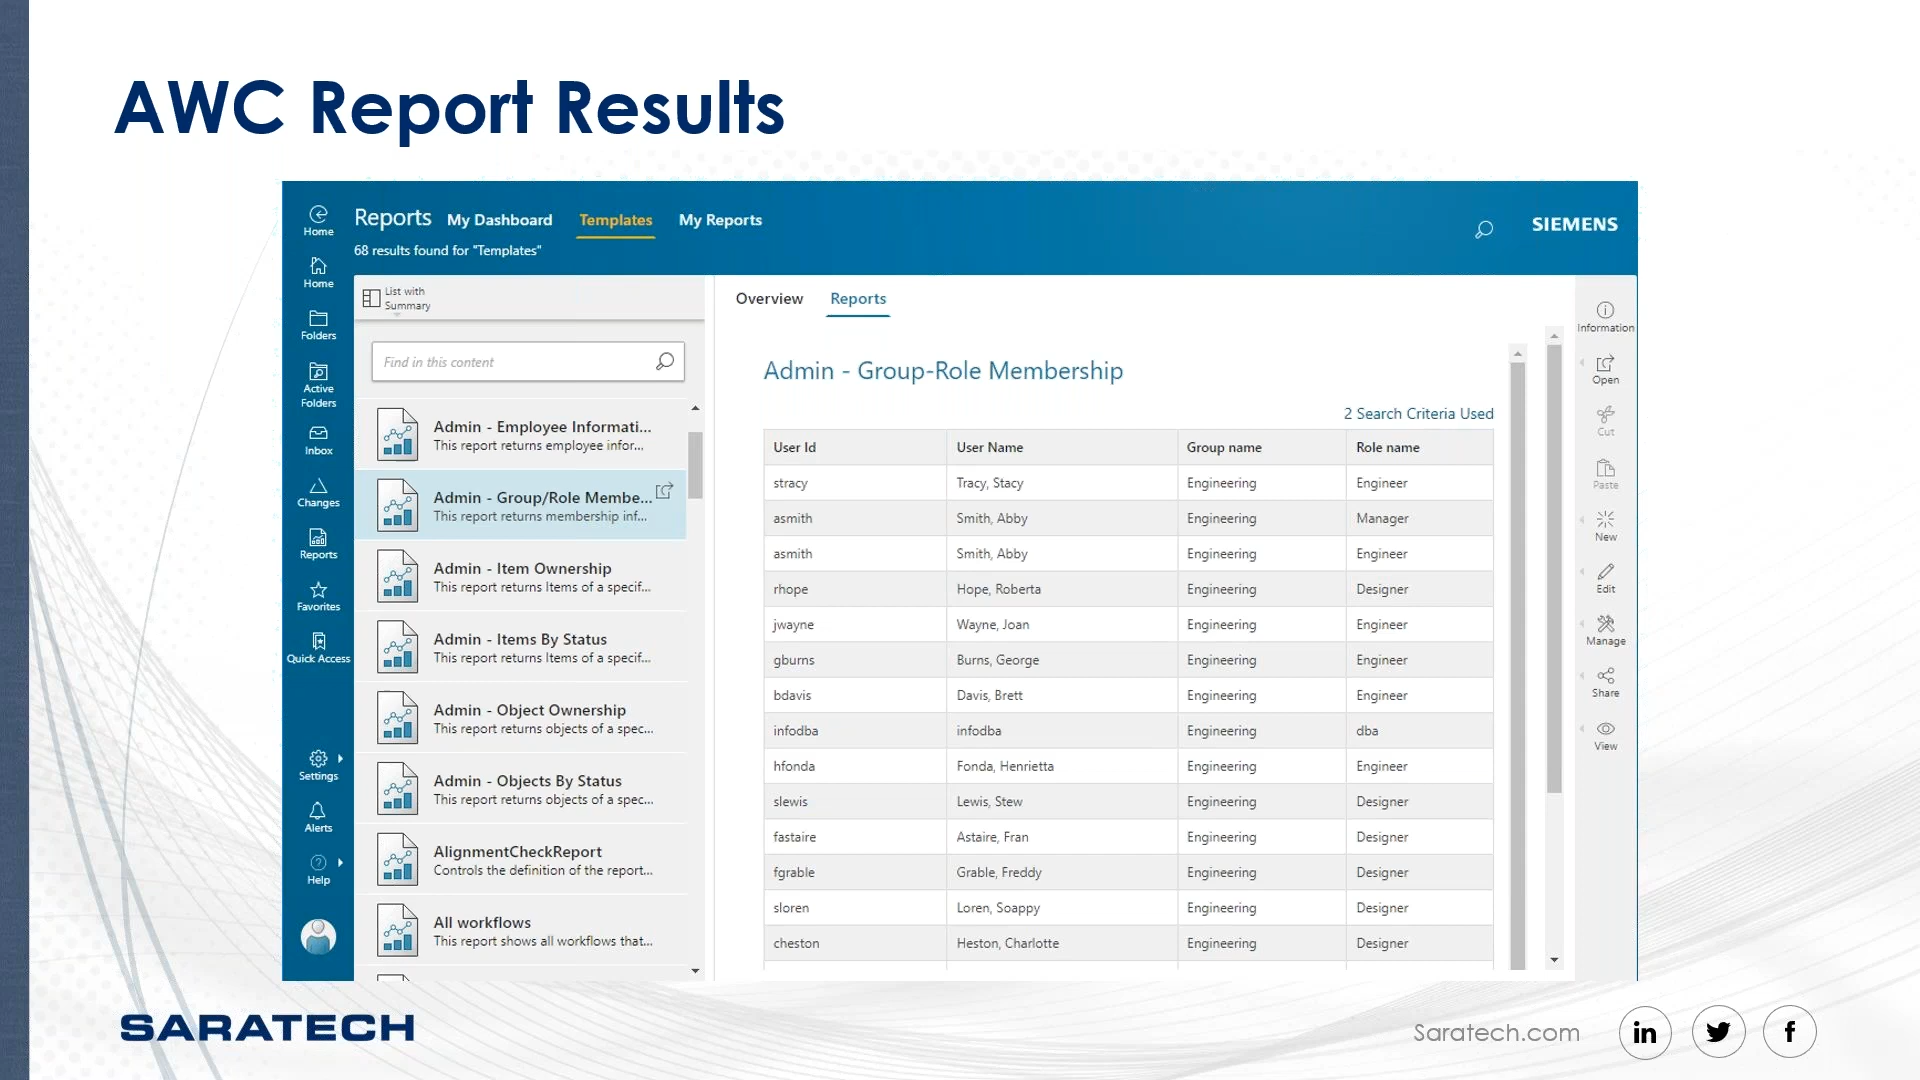 AWC Report Results
Home
Reports My Dashboard Templates My Reports
68 results found for "Templates"
SIEMENS
Home
Folders
Active
Folders
Inbox
Changes
Reports
Favorites
Quick Access
Settings
Alerts
Help
List with
Summary
Find in this content
Admin - Employee Informati...
This report returns employee infor...
Admin - Group/Role Membe...
This report returns membership inf...
Admin - Item Ownership
This report returns Items of a specif...
Admin - Items By Status
This report returns Items of a specif...
Admin - Object Ownership
This report returns objects of a spec...
Admin - Objects By Status
This report returns objects of a spec...
AlignmentCheckReport
Controls the definition of the report...
All workflows
This report shows all workflows that...
Overview Reports
Admin - Group-Role Membership
2 Search Criteria Used
User Id User Name Group name Role name
stracy Tracy, Stacy Engineering Engineer
asmith Smith, Abby Engineering Manager
asmith Smith, Abby Engineering Engineer
rhope Hope, Roberta Engineering Designer
jwayne Wayne, Joan Engineering Engineer
gburns Burns, George Engineering Engineer
bdavis Davis, Brett Engineering Engineer
infodba infodba Engineering dba
hfonda Fonda, Henrietta Engineering Engineer
slewis Lewis, Stew Engineering Designer
fastaire Astaire, Fran Engineering Designer
fgrable Grable, Freddy Engineering Designer
sloren Loren, Soappy Engineering Designer
cheston Heston, Charlotte Engineering Designer
Information
Open
Cut
Paste
New
Edit
Manage
Share
View
SARATECH
Saratech.com
in
f